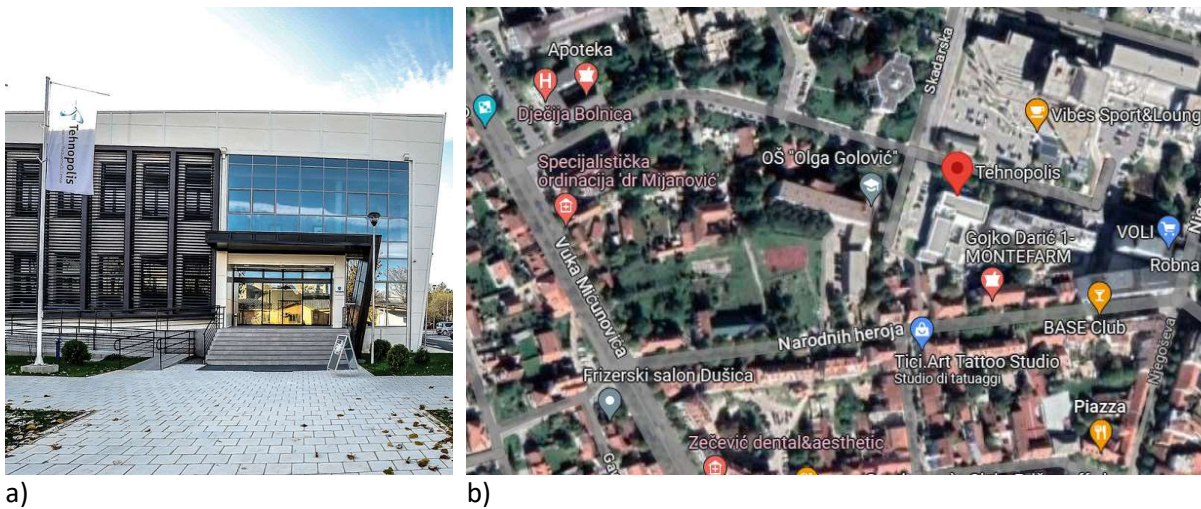 Tehnopolis
Apoteka
Dječija Bolnica
Skadarska
Vibes Sport&Loung
OŠ "Olga Golović"
Specijalistička
ordinacija 'dr Mijanović'
Tehnopolis
VOLI
Gojko Darić 1-
MONTEFARM
Robna
Vuka Mićunovića
BASE Club
Narodnih heroja
Njegoševa
Tici.Art Tattoo Studio
Studio di tatuaggi
Frizerski salon Dušica
Piazza
Zečević dental&aesthetic
a)
b)